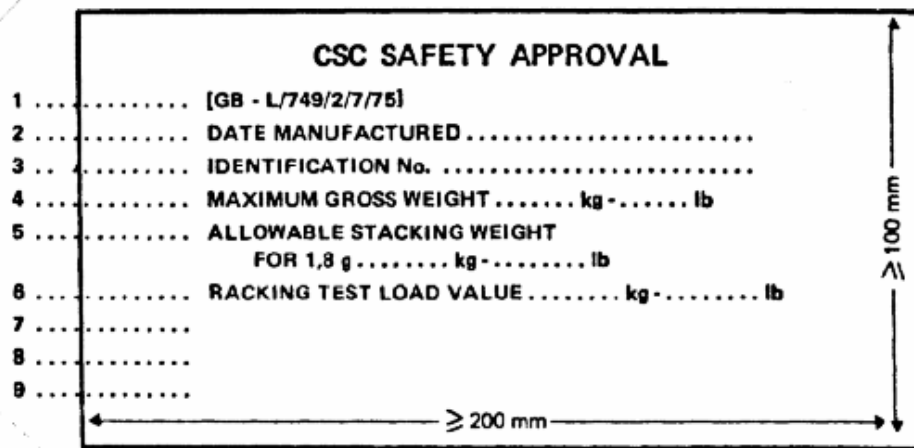 CSC SAFETY APPROVAL
1 ............. [GB - L/749/2/7/75]
2 ............. DATE MANUFACTURED ........................
3 ............. IDENTIFICATION No. ..........................
4 ............. MAXIMUM GROSS WEIGHT ....... kg - ...... lb
5 ............. ALLOWABLE STACKING WEIGHT
FOR 1,8 g ........ kg - ........ lb
6 ............. RACKING TEST LOAD VALUE ........ kg - ........ lb
7 .............
8 .............
9 .............
≥ 100 mm
≥ 200 mm